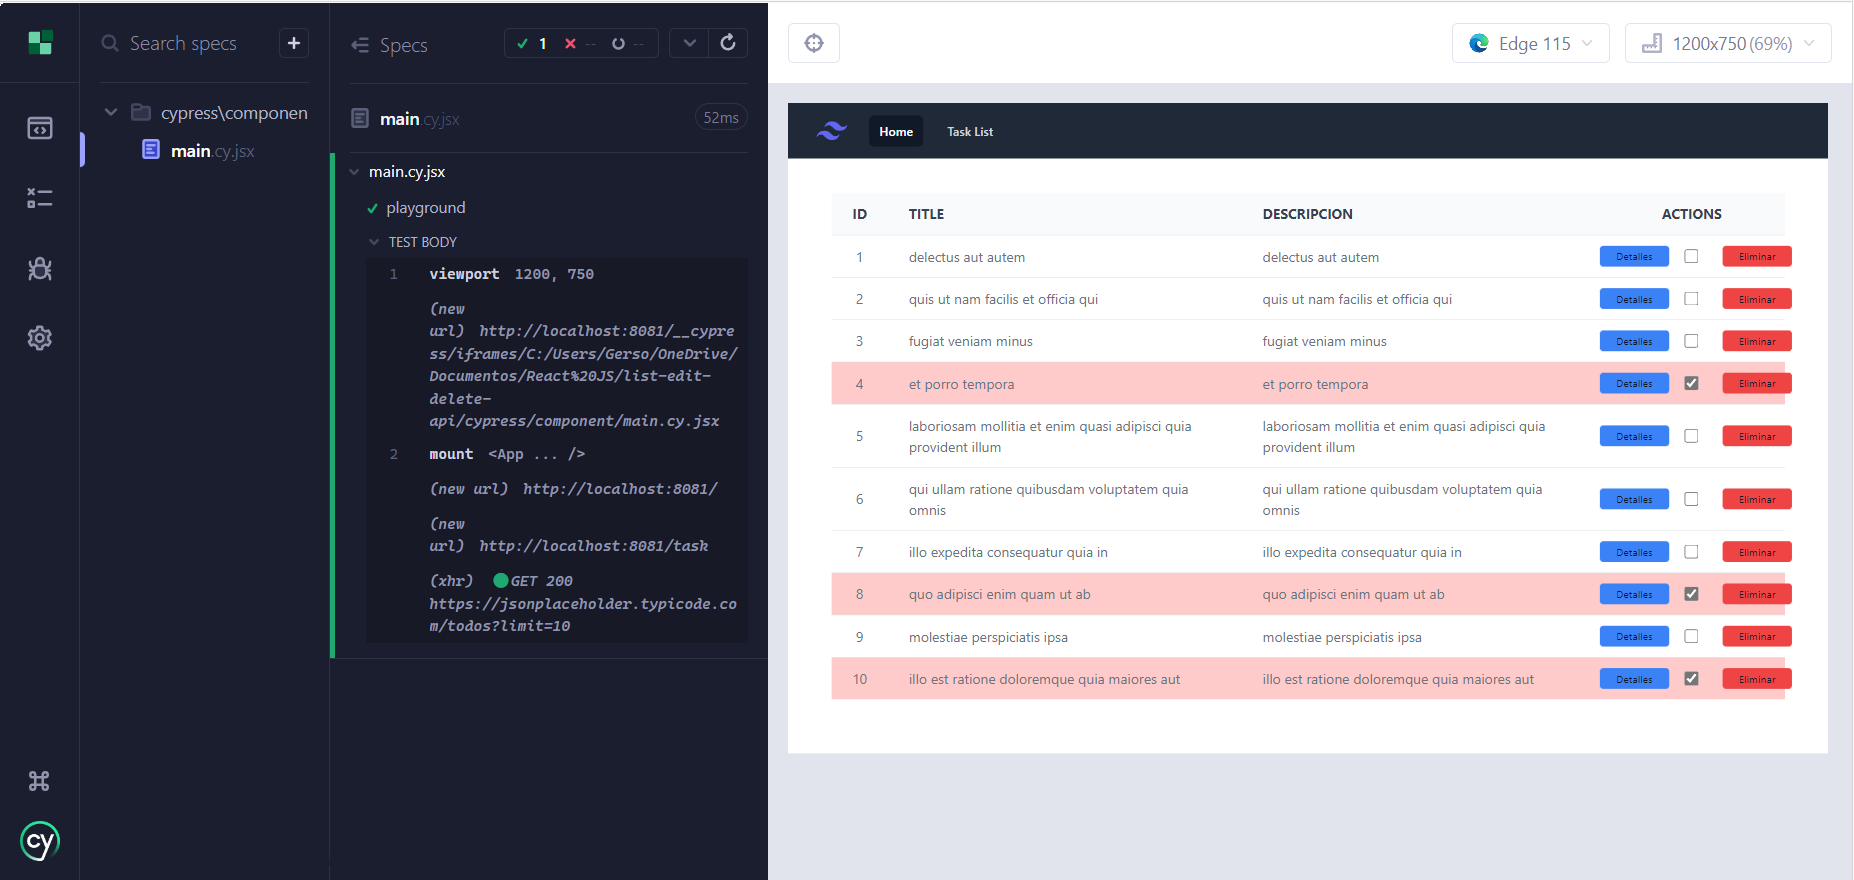 Search specs
+
cypress\componen
main.cy.jsx
Specs
1 -- --
main.cy.jsx
52ms
main.cy.jsx
playground
TEST BODY
1 viewport 1200, 750
(new
url) http://localhost:8081/__cypre
ss/iframes/C:/Users/Gerso/OneDrive/
Documentos/React%20JS/list-edit-
delete-
api/cypress/component/main.cy.jsx
2 mount <App ... />
(new url) http://localhost:8081/
(new
url) http://localhost:8081/task
(xhr) GET 200
https://jsonplaceholder.typicode.co
m/todos?limit=10
cy
Edge 115
1200x750 (69%)
Home Task List
ID TITLE DESCRIPCION ACTIONS
1 delectus aut autem delectus aut autem Detalles Eliminar
2 quis ut nam facilis et officia qui quis ut nam facilis et officia qui Detalles Eliminar
3 fugiat veniam minus fugiat veniam minus Detalles Eliminar
4 et porro tempora et porro tempora Detalles Eliminar
5 laboriosam mollitia et enim quasi adipisci quia laboriosam mollitia et enim quasi adipisci quia Detalles Eliminar
provident illum provident illum
6 qui ullam ratione quibusdam voluptatem quia qui ullam ratione quibusdam voluptatem quia Detalles Eliminar
omnis omnis
7 illo expedita consequatur quia in illo expedita consequatur quia in Detalles Eliminar
8 quo adipisci enim quam ut ab quo adipisci enim quam ut ab Detalles Eliminar
9 molestiae perspiciatis ipsa molestiae perspiciatis ipsa Detalles Eliminar
10 illo est ratione doloremque quia maiores aut illo est ratione doloremque quia maiores aut Detalles Eliminar